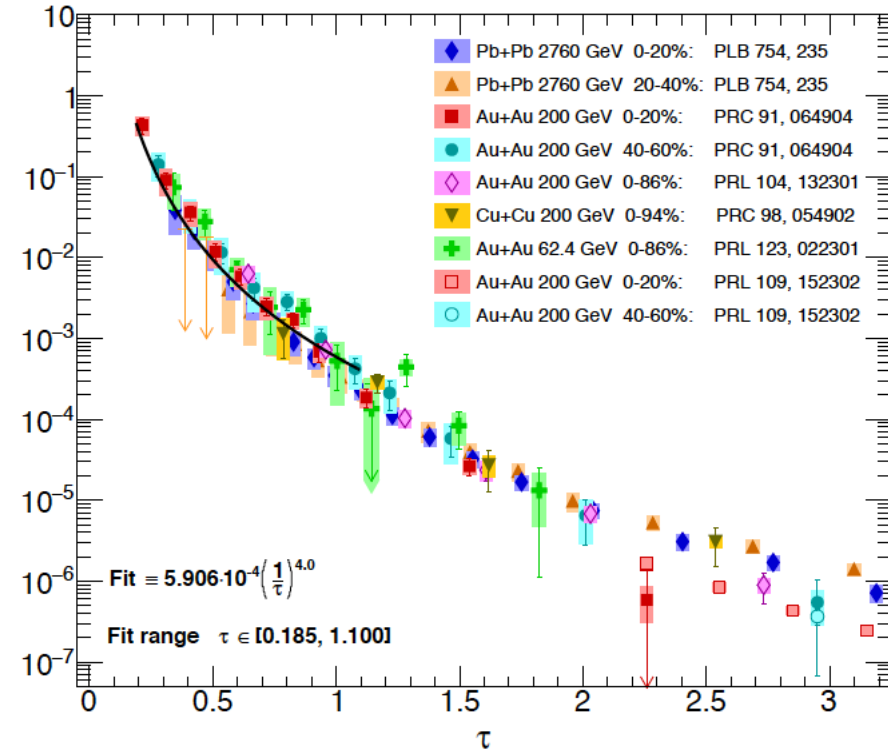 10
1
10⁻¹
10⁻²
10⁻³
10⁻⁴
10⁻⁵
10⁻⁶
10⁻⁷
Pb+Pb 2760 GeV 0-20%: PLB 754, 235
Pb+Pb 2760 GeV 20-40%: PLB 754, 235
Au+Au 200 GeV 0-20%: PRC 91, 064904
Au+Au 200 GeV 40-60%: PRC 91, 064904
Au+Au 200 GeV 0-86%: PRL 104, 132301
Cu+Cu 200 GeV 0-94%: PRC 98, 054902
Au+Au 62.4 GeV 0-86%: PRL 123, 022301
Au+Au 200 GeV 0-20%: PRL 109, 152302
Au+Au 200 GeV 40-60%: PRL 109, 152302
Fit ≡ 5.906·10⁻⁴(1/τ)⁴·⁰
Fit range τ ∈ [0.185, 1.100]
0 0.5 1 1.5 2 2.5 3
τ